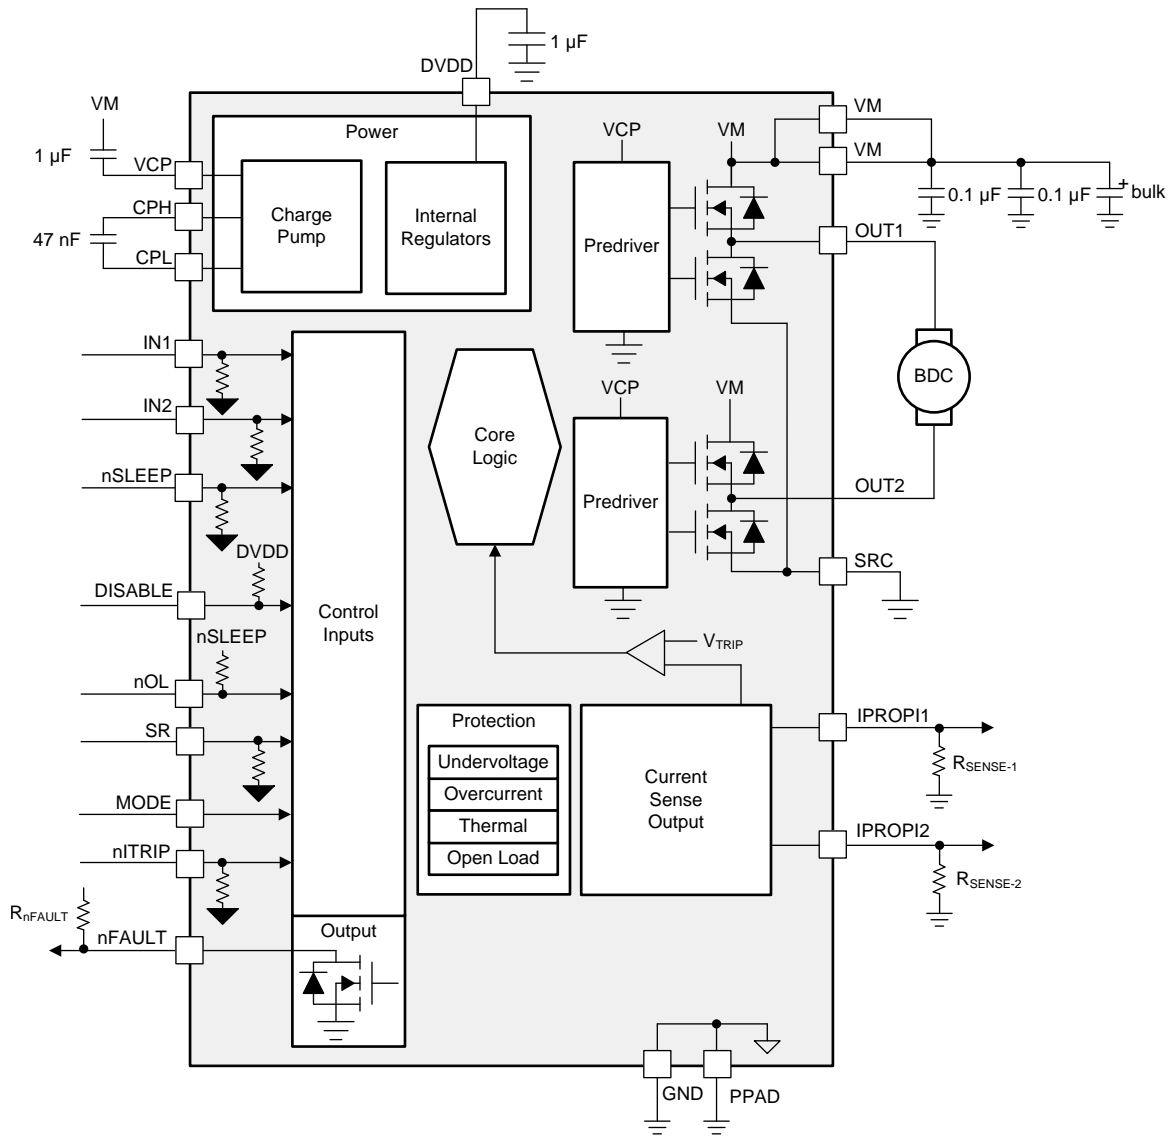 1 µF
DVDD
VM
1 µF
VCP
CPH
47 nF
CPL
Power
Charge
Pump
Internal
Regulators
VCP
VM
Predriver
VM
VM
0.1 µF
0.1 µF
+
bulk
OUT1
BDC
OUT2
SRC
VCP
VM
Predriver
IN1
IN2
nSLEEP
DVDD
DISABLE
nSLEEP
nOL
SR
MODE
nITRIP
RnFAULT
nFAULT
Control
Inputs
Output
Core
Logic
VTRIP
Protection
Undervoltage
Overcurrent
Thermal
Open Load
Current
Sense
Output
IPROPI1
RSENSE-1
IPROPI2
RSENSE-2
GND
PPAD